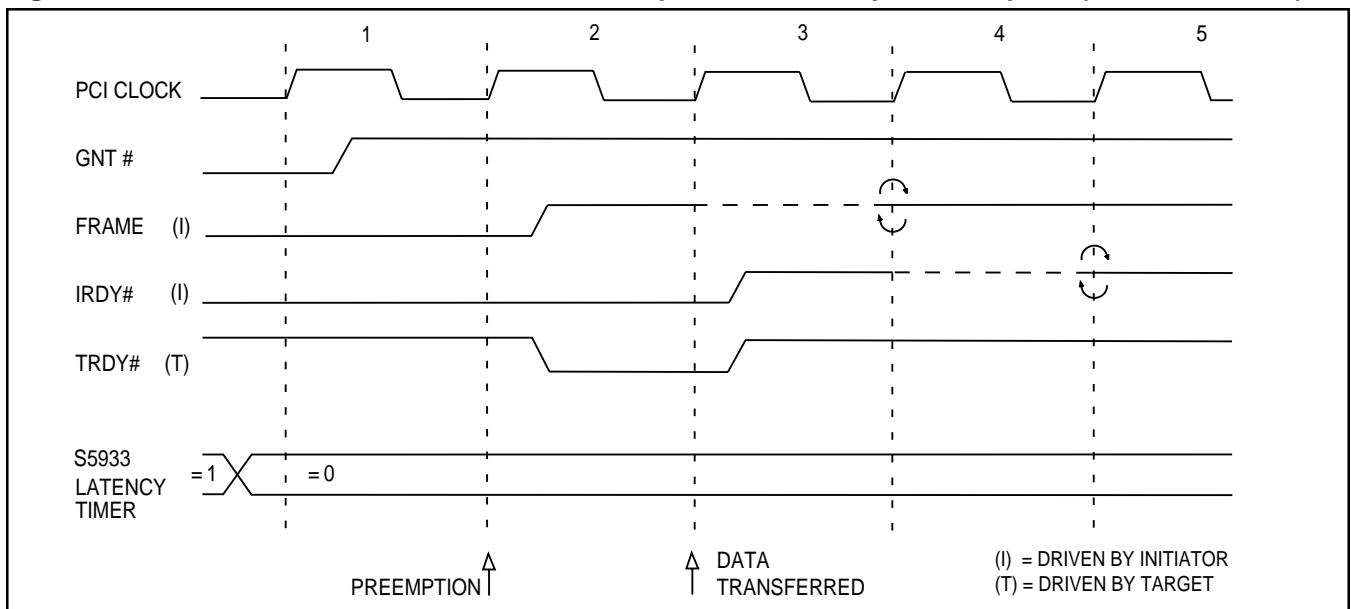 1 2 3 4 5
PCI CLOCK
GNT #
FRAME (I)
IRDY# (I)
TRDY# (T)
S5933
LATENCY
TIMER
= 1
= 0
PREEMPTION
DATA
TRANSFERRED
(I) = DRIVEN BY INITIATOR
(T) = DRIVEN BY TARGET